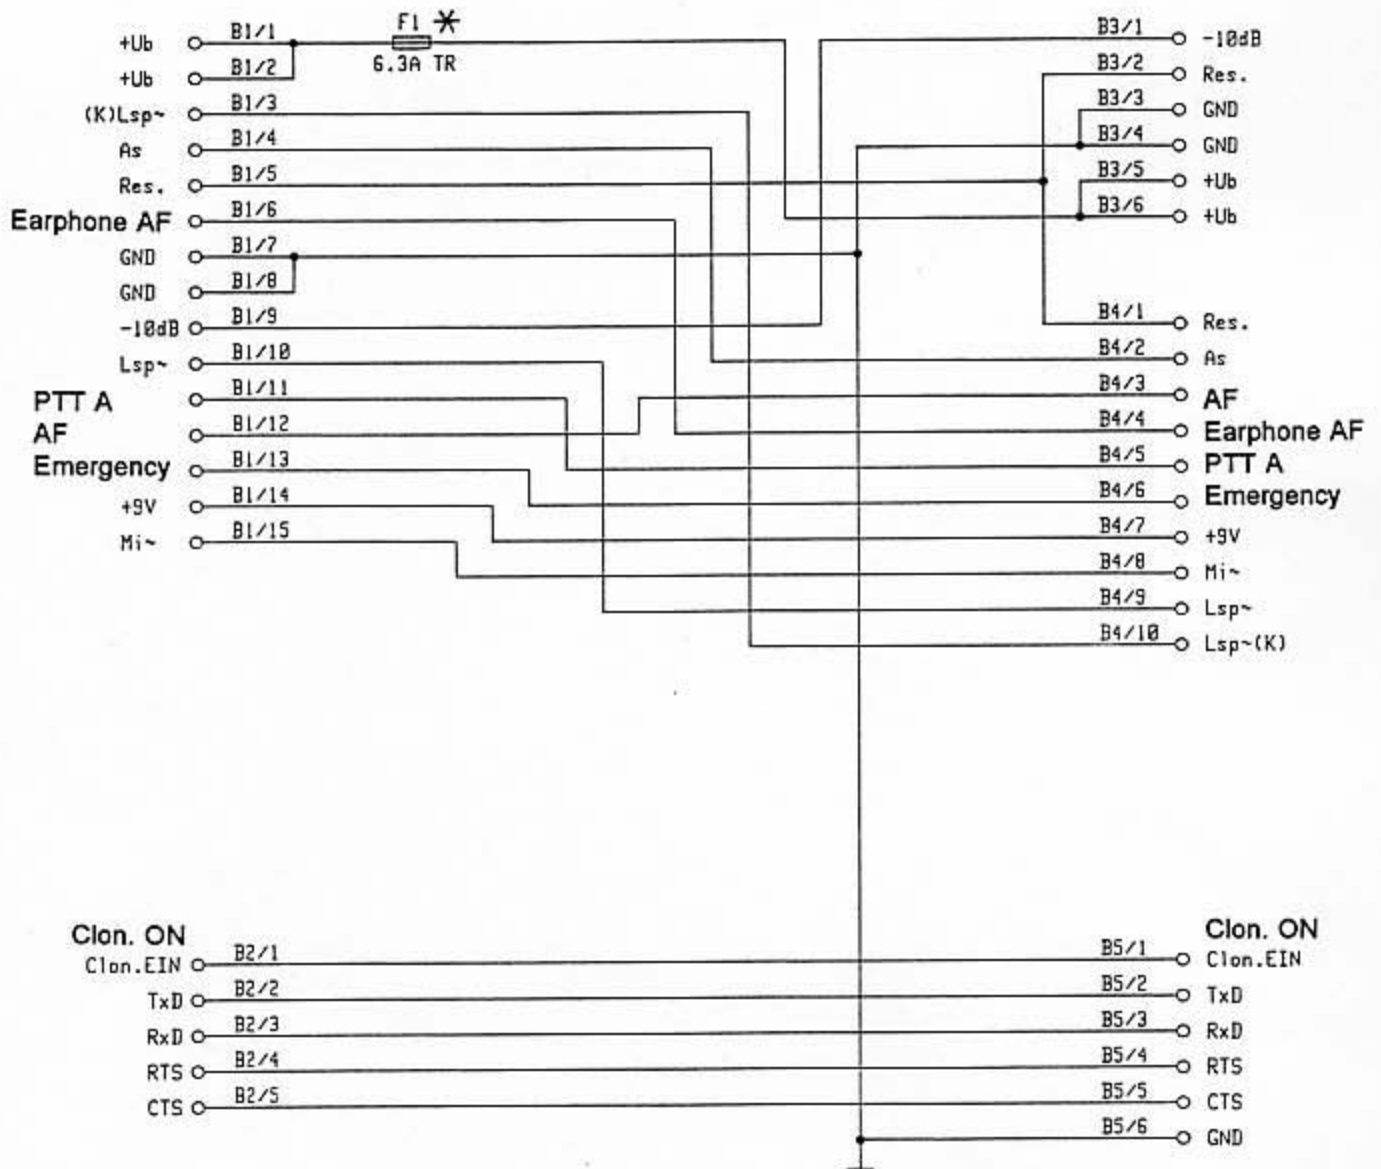 +Ub B1/1 F1 * B3/1 -10dB
6.3A TR
+Ub B1/2 B3/2 Res.
(K)Lsp~ B1/3 B3/3 GND
As B1/4 B3/4 GND
Res. B1/5 B3/5 +Ub
Earphone AF B1/6 B3/6 +Ub
GND B1/7
GND B1/8
-10dB B1/9 B4/1 Res.
Lsp~ B1/10 B4/2 As
PTT A B1/11 B4/3 AF
AF B1/12 B4/4 Earphone AF
Emergency B1/13 B4/5 PTT A
+9V B1/14 B4/6 Emergency
Mi~ B1/15 B4/7 +9V
B4/8 Mi~
B4/9 Lsp~
B4/10 Lsp~(K)
Clon. ON Clon. ON
Clon.EIN B2/1 B5/1 Clon.EIN
TxD B2/2 B5/2 TxD
RxD B2/3 B5/3 RxD
RTS B2/4 B5/4 RTS
CTS B2/5 B5/5 CTS
B5/6 GND